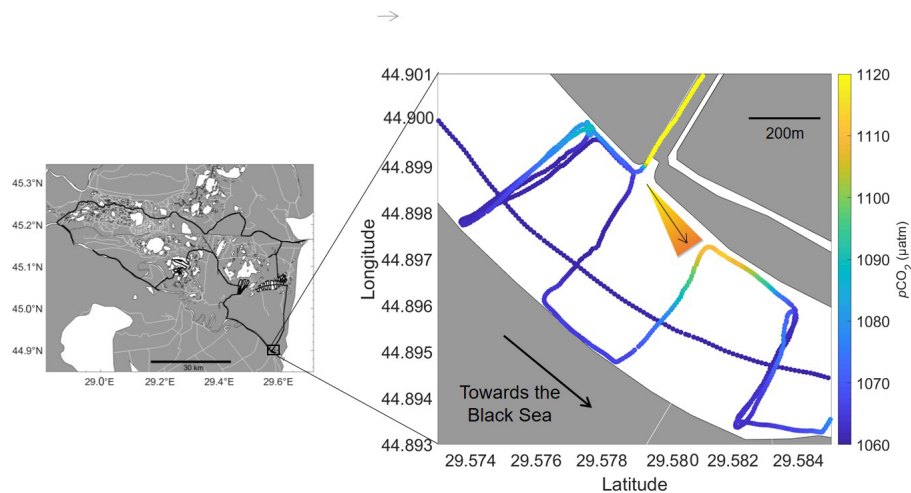 45.3°N
45.2°N
45.1°N
45.0°N
44.9°N
29.0°E
29.2°E
29.4°E
29.6°E
30 km
Longitude
44.901
44.900
44.899
44.898
44.897
44.896
44.895
44.894
44.893
29.574
29.576
29.578
29.580
29.582
29.584
Latitude
200m
Towards the
Black Sea
1120
1110
1100
1090
1080
1070
1060
pCO2 (μatm)